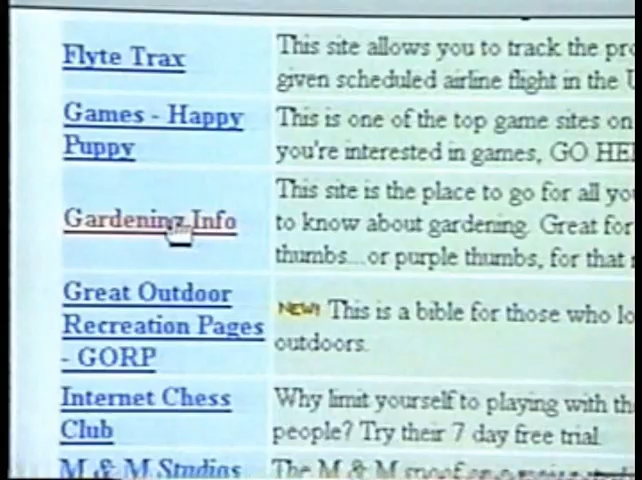 Flyte Trax
This site allows you to track the
given scheduled airline flight in the
Games - Happy
Puppy
This is one of the top game sites on
you're interested in games, GO
Gardening Info
This site is the place to go for all
to know about gardening. Great for
thumbs...or purple thumbs, for that
Great Outdoor
Recreation Pages
- GORP
NEW! This is a bible for those who
outdoors.
Internet Chess
Club
Why limit yourself to playing with
people? Try their 7 day free trial.
M & M Studios
The M & M spoof on a